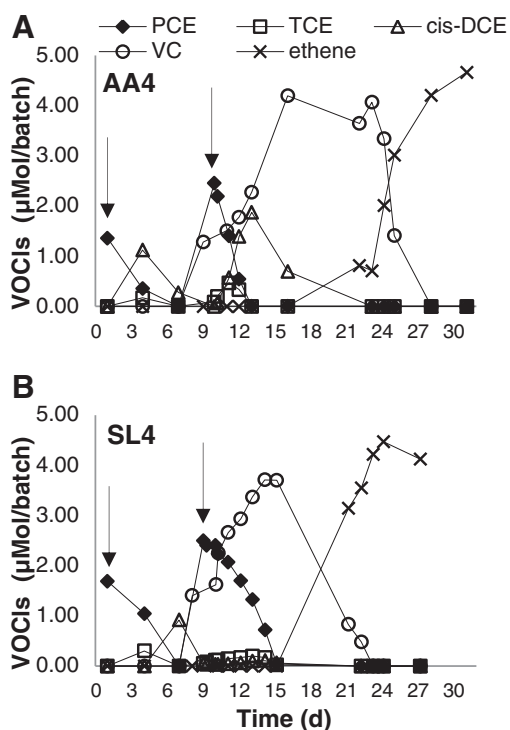 A
PCE TCE cis-DCE
VC ethene
AA4
VOCls (µMol/batch)
5.00
4.00
3.00
2.00
1.00
0.00
0 3 6 9 12 15 18 21 24 27 30
B
SL4
VOCls (µMol/batch)
5.00
4.00
3.00
2.00
1.00
0.00
0 3 6 9 12 15 18 21 24 27 30
Time (d)